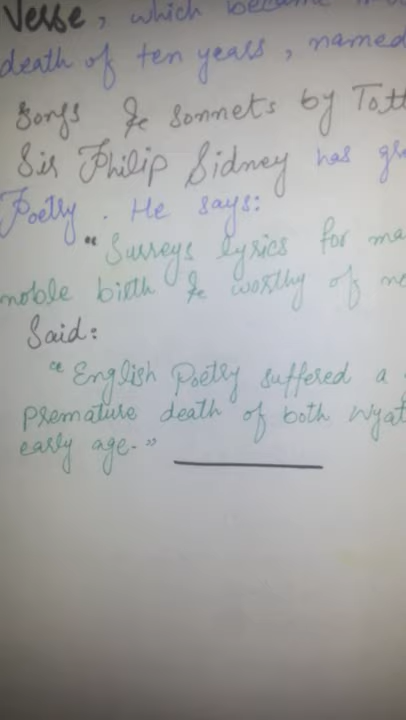 Verse, which became
death of ten years, named
Songs & Sonnets by Tott
Sir Philip Sidney has gr
Poetry. He says:
"Surreys lyrics for ma
noble birth & worthy of no
Said:
"English Poetry suffered a
premature death of both Wyat
early age."